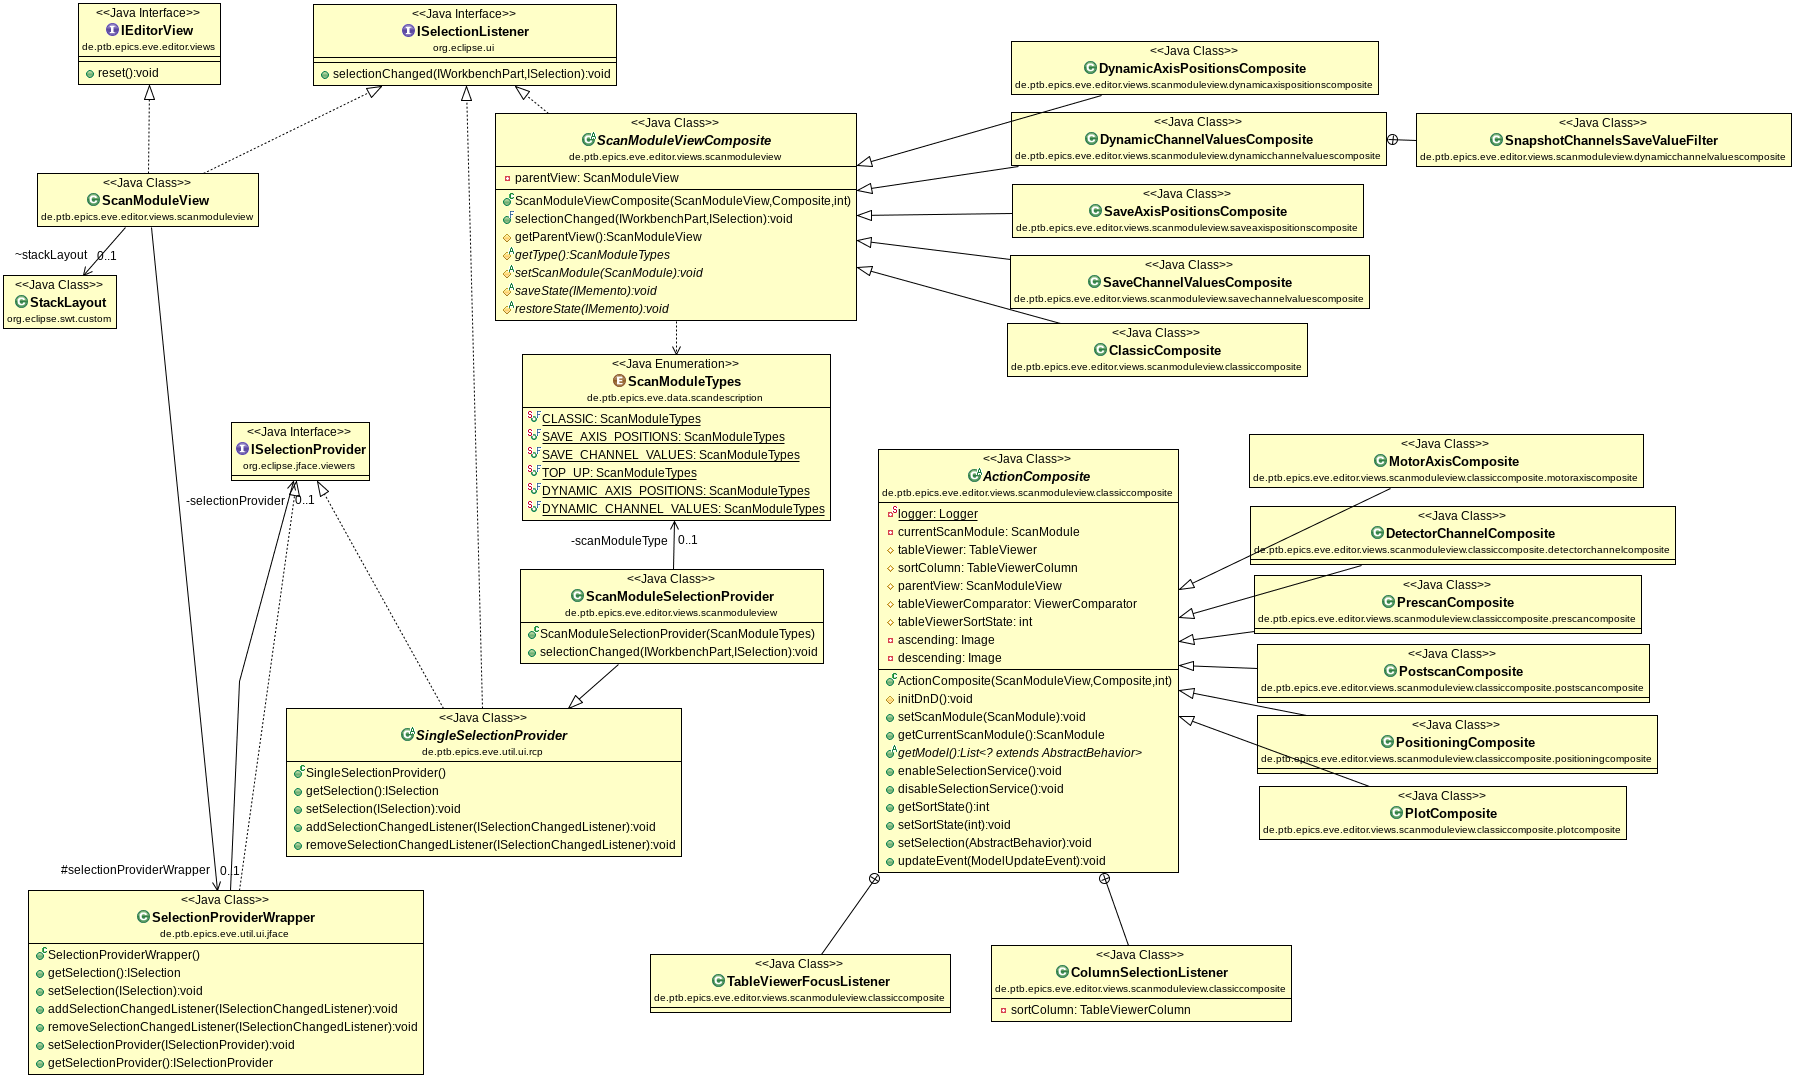 <<Java Interface>>
IEditorView
de.ptb.epics.eve.editor.views
reset():void
<<Java Interface>>
ISelectionListener
org.eclipse.ui
selectionChanged(IWorkbenchPart,ISelection):void
<<Java Class>>
ScanModuleViewComposite
de.ptb.epics.eve.editor.views.scanmoduleview
parentView: ScanModuleView
ScanModuleViewComposite(ScanModuleView,Composite,int)
selectionChanged(IWorkbenchPart,ISelection):void
getParentView():ScanModuleView
getType():ScanModuleTypes
setScanModule(ScanModule):void
saveState(IMemento):void
restoreState(IMemento):void
<<Java Class>>
DynamicAxisPositionsComposite
de.ptb.epics.eve.editor.views.scanmoduleview.dynamicaxispositionscomposite
<<Java Class>>
DynamicChannelValuesComposite
de.ptb.epics.eve.editor.views.scanmoduleview.dynamicchannelvaluescomposite
<<Java Class>>
SnapshotChannelsSaveValueFilter
de.ptb.epics.eve.editor.views.scanmoduleview.dynamicchannelvaluescomposite
<<Java Class>>
SaveAxisPositionsComposite
de.ptb.epics.eve.editor.views.scanmoduleview.saveaxispositionscomposite
<<Java Class>>
SaveChannelValuesComposite
de.ptb.epics.eve.editor.views.scanmoduleview.savechannelvaluescomposite
<<Java Class>>
ClassicComposite
de.ptb.epics.eve.editor.views.scanmoduleview.classiccomposite
<<Java Class>>
ScanModuleView
de.ptb.epics.eve.editor.views.scanmoduleview
~stackLayout 0..1
<<Java Class>>
StackLayout
org.eclipse.swt.custom
<<Java Enumeration>>
ScanModuleTypes
de.ptb.epics.eve.data.scandescription
CLASSIC: ScanModuleTypes
SAVE_AXIS_POSITIONS: ScanModuleTypes
SAVE_CHANNEL_VALUES: ScanModuleTypes
TOP_UP: ScanModuleTypes
DYNAMIC_AXIS_POSITIONS: ScanModuleTypes
DYNAMIC_CHANNEL_VALUES: ScanModuleTypes
<<Java Interface>>
ISelectionProvider
org.eclipse.jface.viewers
-selectionProvider 0..1
-scanModuleType 0..1
<<Java Class>>
ScanModuleSelectionProvider
de.ptb.epics.eve.editor.views.scanmoduleview
ScanModuleSelectionProvider(ScanModuleTypes)
selectionChanged(IWorkbenchPart,ISelection):void
<<Java Class>>
SingleSelectionProvider
de.ptb.epics.eve.util.ui.rcp
SingleSelectionProvider()
getSelection():ISelection
setSelection(ISelection):void
addSelectionChangedListener(ISelectionChangedListener):void
removeSelectionChangedListener(ISelectionChangedListener):void
#selectionProviderWrapper 0..1
<<Java Class>>
SelectionProviderWrapper
de.ptb.epics.eve.util.ui.jface
SelectionProviderWrapper()
getSelection():ISelection
setSelection(ISelection):void
addSelectionChangedListener(ISelectionChangedListener):void
removeSelectionChangedListener(ISelectionChangedListener):void
setSelectionProvider(ISelectionProvider):void
getSelectionProvider():ISelectionProvider
<<Java Class>>
ActionComposite
de.ptb.epics.eve.editor.views.scanmoduleview.classiccomposite
logger: Logger
currentScanModule: ScanModule
tableViewer: TableViewer
sortColumn: TableViewerColumn
parentView: ScanModuleView
tableViewerComparator: ViewerComparator
tableViewerSortState: int
ascending: Image
descending: Image
ActionComposite(ScanModuleView,Composite,int)
initDnD():void
setScanModule(ScanModule):void
getCurrentScanModule():ScanModule
getModel():List<? extends AbstractBehavior>
enableSelectionService():void
disableSelectionService():void
getSortState():int
setSortState(int):void
setSelection(AbstractBehavior):void
updateEvent(ModelUpdateEvent):void
<<Java Class>>
MotorAxisComposite
de.ptb.epics.eve.editor.views.scanmoduleview.classiccomposite.motoraxiscomposite
<<Java Class>>
DetectorChannelComposite
de.ptb.epics.eve.editor.views.scanmoduleview.classiccomposite.detectorchannelcomposite
<<Java Class>>
PrescanComposite
de.ptb.epics.eve.editor.views.scanmoduleview.classiccomposite.prescancomposite
<<Java Class>>
PostscanComposite
de.ptb.epics.eve.editor.views.scanmoduleview.classiccomposite.postscancomposite
<<Java Class>>
PositioningComposite
de.ptb.epics.eve.editor.views.scanmoduleview.classiccomposite.positioningcomposite
<<Java Class>>
PlotComposite
de.ptb.epics.eve.editor.views.scanmoduleview.classiccomposite.plotcomposite
<<Java Class>>
TableViewerFocusListener
de.ptb.epics.eve.editor.views.scanmoduleview.classiccomposite
<<Java Class>>
ColumnSelectionListener
de.ptb.epics.eve.editor.views.scanmoduleview.classiccomposite
sortColumn: TableViewerColumn